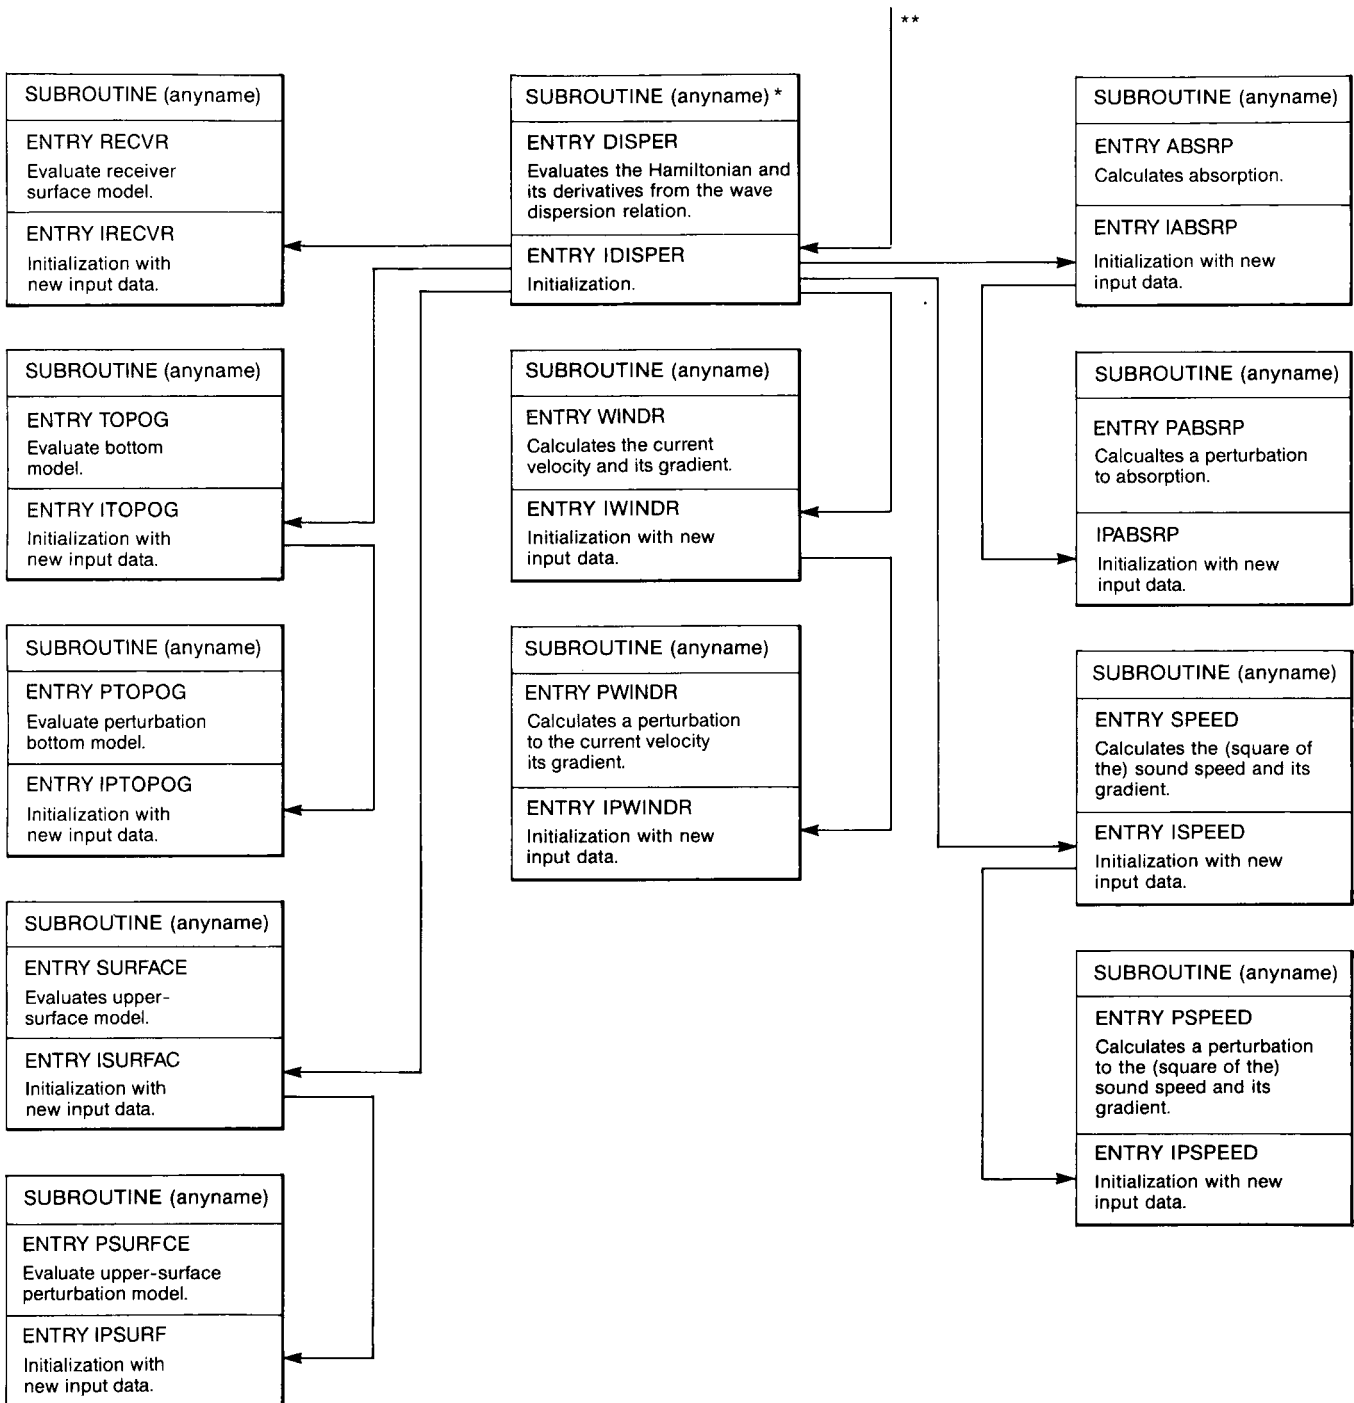 **
SUBROUTINE (anyname)
ENTRY RECVR
Evaluate receiver
surface model.
ENTRY IRECVR
Initialization with
new input data.
SUBROUTINE (anyname)
ENTRY TOPOG
Evaluate bottom
model.
ENTRY ITOPOG
Initialization with
new input data.
SUBROUTINE (anyname)
ENTRY PTOPOG
Evaluate perturbation
bottom model.
ENTRY IPTOPOG
Initialization with
new input data.
SUBROUTINE (anyname)
ENTRY SURFACE
Evaluates upper-
surface model.
ENTRY ISURFAC
Initialization with
new input data.
SUBROUTINE (anyname)
ENTRY PSURFCE
Evaluate upper-surface
perturbation model.
ENTRY IPSURF
Initialization with
new input data.
SUBROUTINE (anyname) *
ENTRY DISPER
Evaluates the Hamiltonian and
its derivatives from the wave
dispersion relation.
ENTRY IDISPER
Initialization.
SUBROUTINE (anyname)
ENTRY WINDR
Calculates the current
velocity and its gradient.
ENTRY IWINDR
Initialization with new
input data.
SUBROUTINE (anyname)
ENTRY PWINDR
Calculates a perturbation
to the current velocity
its gradient.
ENTRY IPWINDR
Initialization with new
input data.
SUBROUTINE (anyname)
ENTRY ABSRP
Calculates absorption.
ENTRY IABSRP
Initialization with new
input data.
SUBROUTINE (anyname)
ENTRY PABSRP
Calcualtes a perturbation
to absorption.
IPABSRP
Initialization with new
input data.
SUBROUTINE (anyname)
ENTRY SPEED
Calculates the (square of
the) sound speed and its
gradient.
ENTRY ISPEED
Initialization with new
input data.
SUBROUTINE (anyname)
ENTRY PSPEED
Calculates a perturbation
to the (square of the)
sound speed and its
gradient.
ENTRY IPSPEED
Initialization with new
input data.